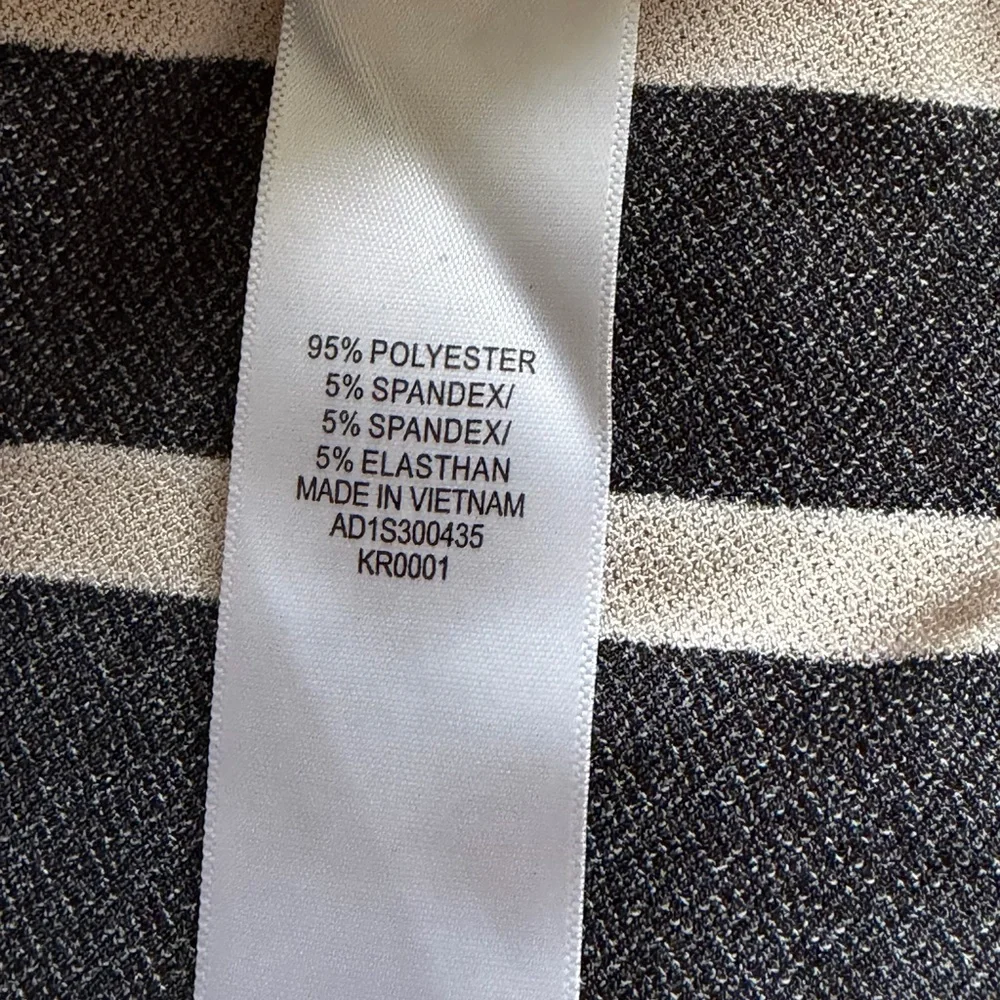 95% POLYESTER
5% SPANDEX/
5% SPANDEX/
5% ELASTHAN
MADE IN VIETNAM
AD1S300435
KR0001